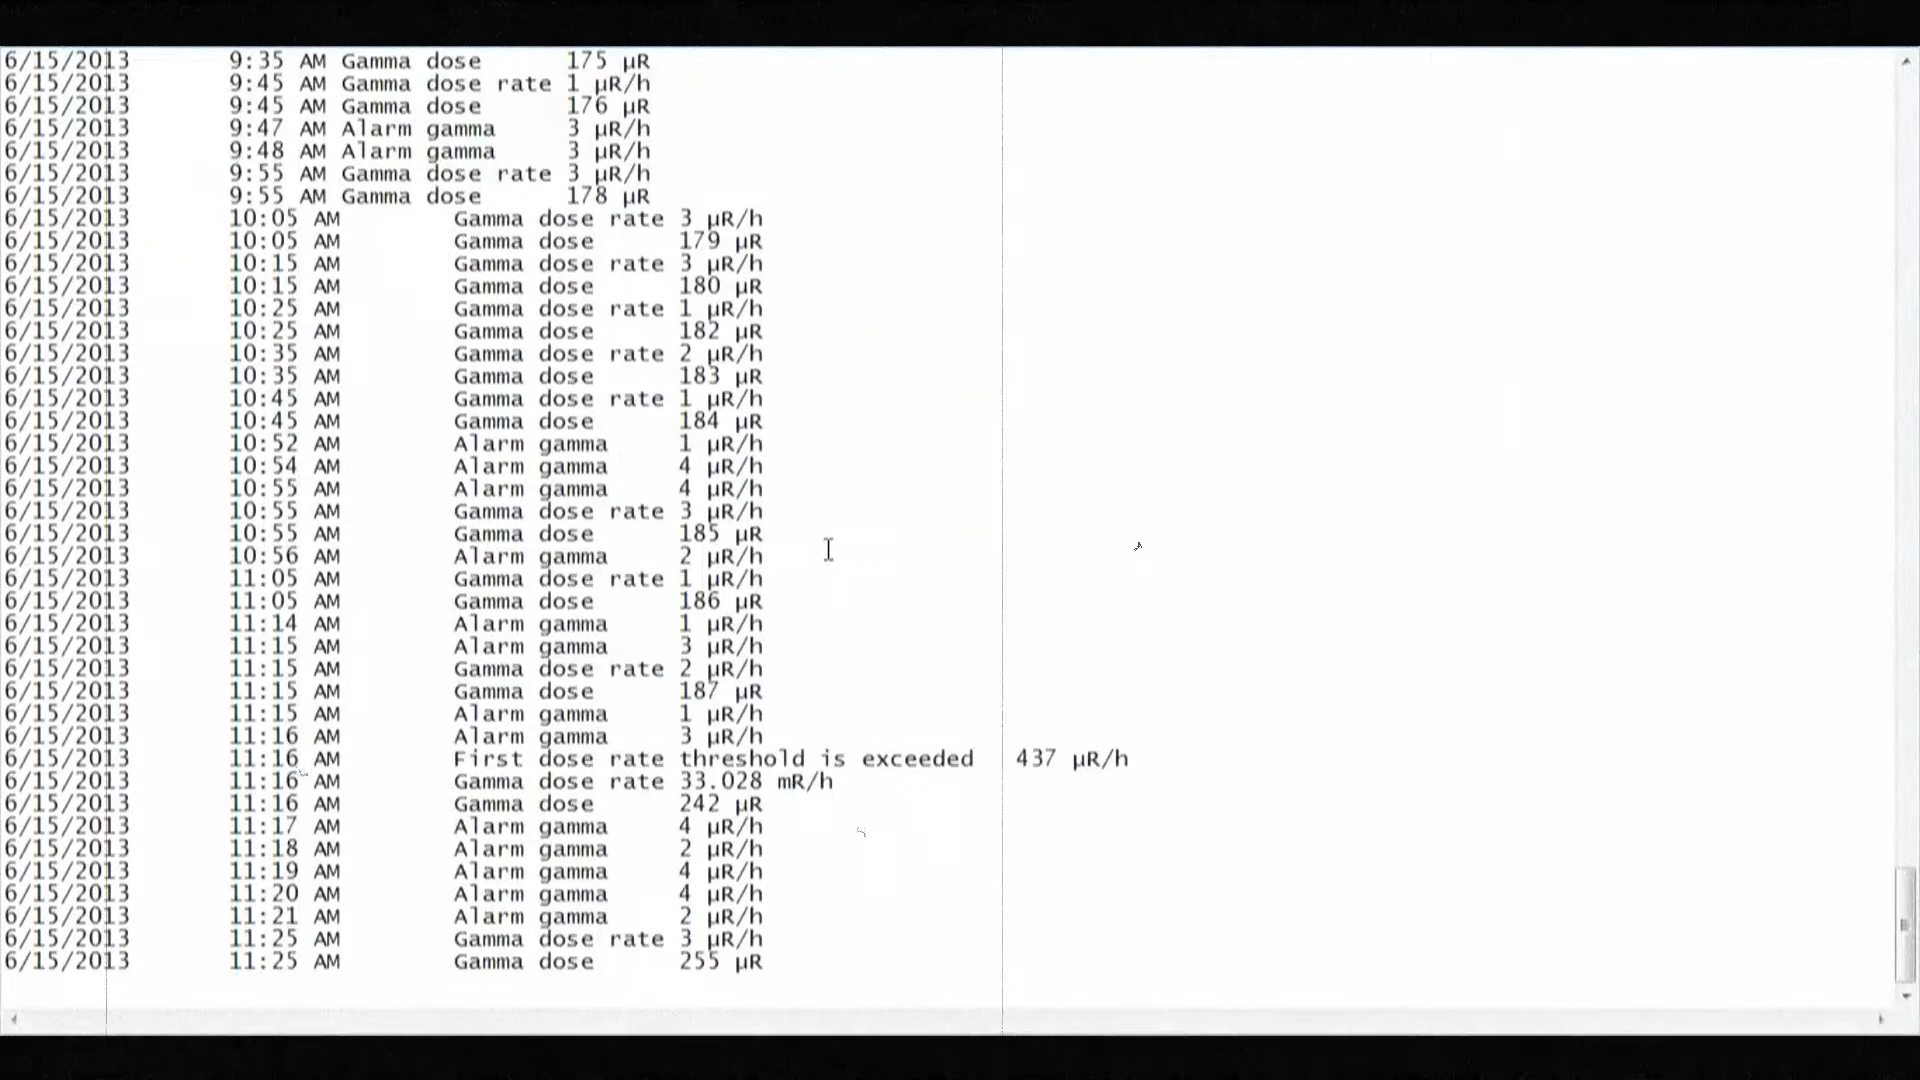 6/15/2013 9:35 AM Gamma dose 175 µR
6/15/2013 9:45 AM Gamma dose rate 1 µR/h
6/15/2013 9:45 AM Gamma dose 176 µR
6/15/2013 9:47 AM Alarm gamma 3 µR/h
6/15/2013 9:48 AM Alarm gamma 3 µR/h
6/15/2013 9:55 AM Gamma dose rate 3 µR/h
6/15/2013 9:55 AM Gamma dose 178 µR
6/15/2013 10:05 AM Gamma dose rate 3 µR/h
6/15/2013 10:05 AM Gamma dose 179 µR
6/15/2013 10:15 AM Gamma dose rate 3 µR/h
6/15/2013 10:15 AM Gamma dose 180 µR
6/15/2013 10:25 AM Gamma dose rate 1 µR/h
6/15/2013 10:25 AM Gamma dose 182 µR
6/15/2013 10:35 AM Gamma dose rate 2 µR/h
6/15/2013 10:35 AM Gamma dose 183 µR
6/15/2013 10:45 AM Gamma dose rate 1 µR/h
6/15/2013 10:45 AM Gamma dose 184 µR
6/15/2013 10:52 AM Alarm gamma 1 µR/h
6/15/2013 10:54 AM Alarm gamma 4 µR/h
6/15/2013 10:55 AM Alarm gamma 4 µR/h
6/15/2013 10:55 AM Gamma dose rate 3 µR/h
6/15/2013 10:55 AM Gamma dose 185 µR
6/15/2013 10:56 AM Alarm gamma 2 µR/h
6/15/2013 11:05 AM Gamma dose rate 1 µR/h
6/15/2013 11:05 AM Gamma dose 186 µR
6/15/2013 11:14 AM Alarm gamma 1 µR/h
6/15/2013 11:15 AM Alarm gamma 3 µR/h
6/15/2013 11:15 AM Gamma dose rate 2 µR/h
6/15/2013 11:15 AM Gamma dose 187 µR
6/15/2013 11:15 AM Alarm gamma 1 µR/h
6/15/2013 11:16 AM Alarm gamma 3 µR/h
6/15/2013 11:16 AM First dose rate threshold is exceeded 437 µR/h
6/15/2013 11:16 AM Gamma dose rate 33.028 mR/h
6/15/2013 11:16 AM Gamma dose 242 µR
6/15/2013 11:17 AM Alarm gamma 4 µR/h
6/15/2013 11:18 AM Alarm gamma 2 µR/h
6/15/2013 11:19 AM Alarm gamma 4 µR/h
6/15/2013 11:20 AM Alarm gamma 4 µR/h
6/15/2013 11:21 AM Alarm gamma 2 µR/h
6/15/2013 11:25 AM Gamma dose rate 3 µR/h
6/15/2013 11:25 AM Gamma dose 255 µR